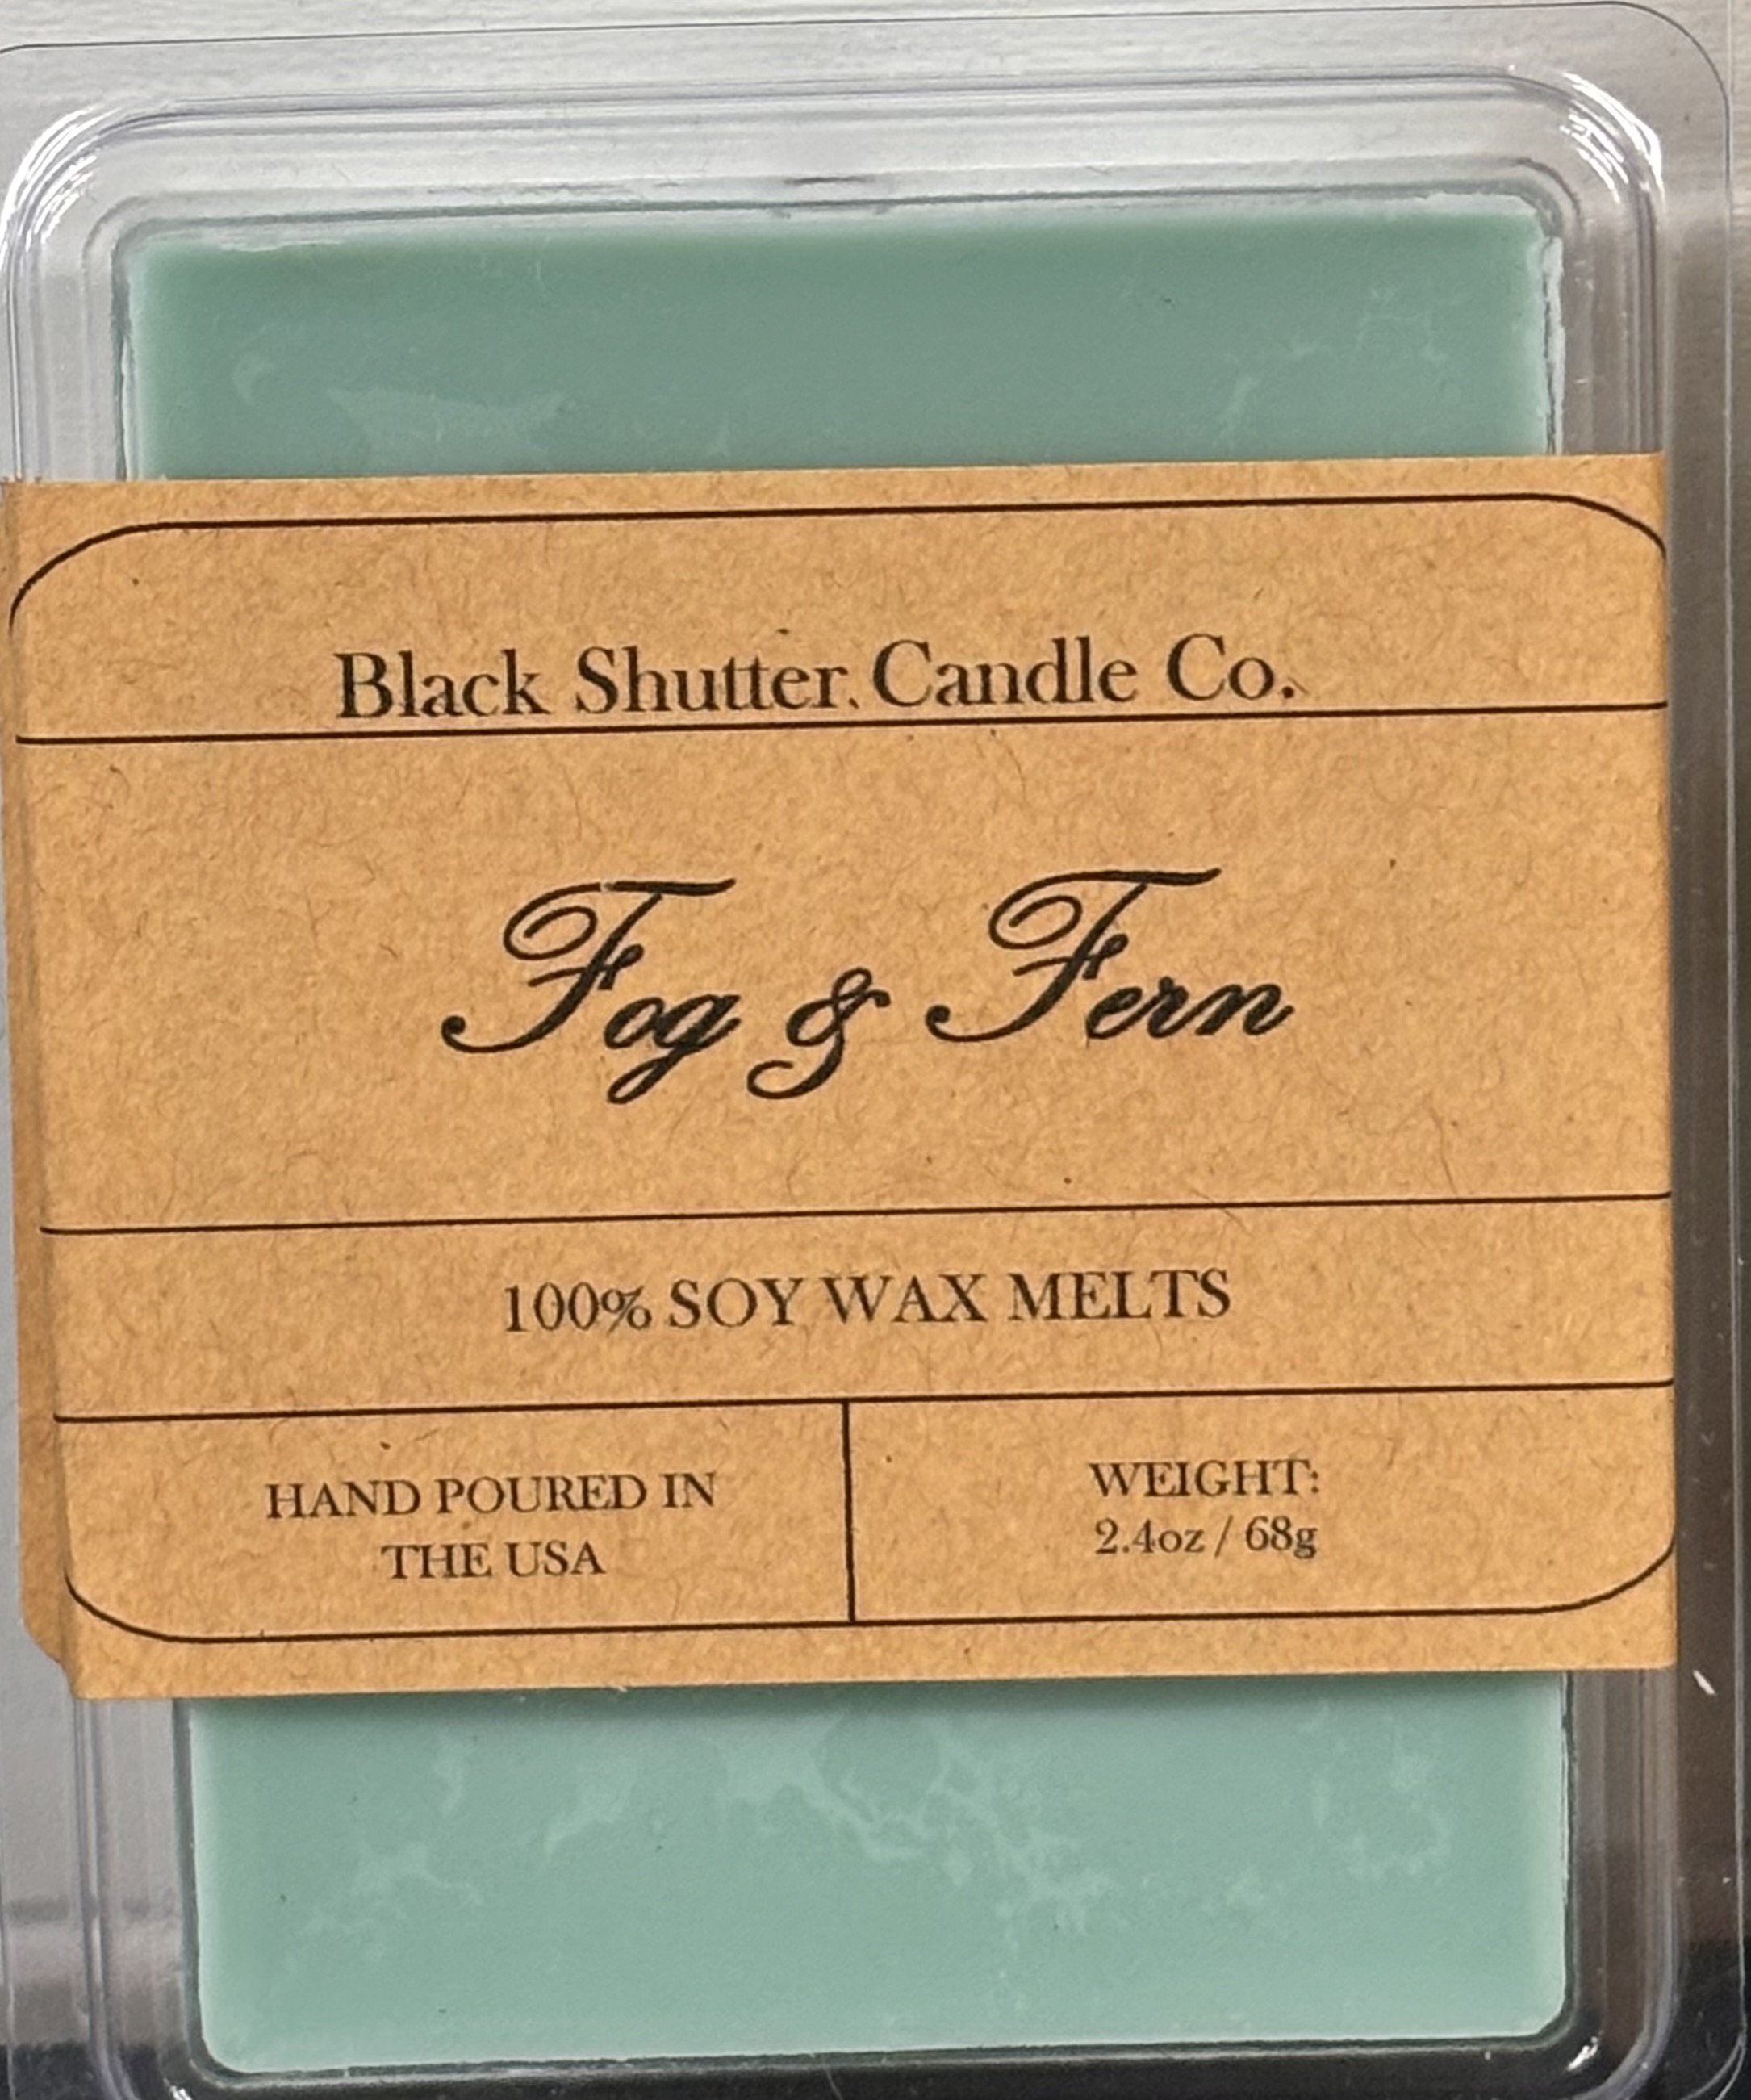 Black Shutter Candle Co.
Fog & Fern
100% SOY WAX MELTS
HAND POURED IN
THE USA
WEIGHT:
2.4oz / 68g